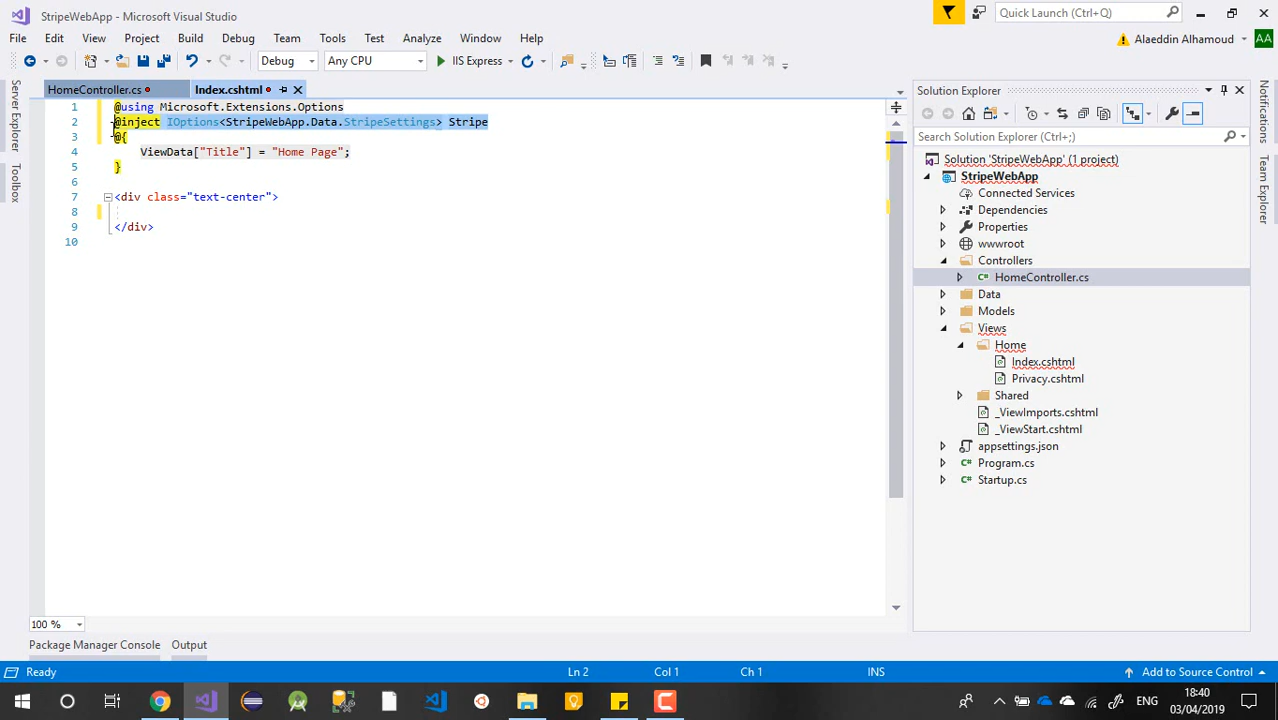 StripeWebApp - Microsoft Visual Studio
Quick Launch (Ctrl+Q)
File Edit View Project Build Debug Team Tools Test Analyze Window Help
Alaeddin Alhamoud AA
Debug Any CPU IIS Express
Server Explorer
Toolbox
HomeController.cs Index.cshtml
1 @using Microsoft.Extensions.Options
2 @inject IOptions<StripeWebApp.Data.StripeSettings> Stripe
3 @{
4 ViewData["Title"] = "Home Page";
5 }
6
7 <div class="text-center">
8
9 </div>
10
100 %
Solution Explorer
Search Solution Explorer (Ctrl+;)
Solution 'StripeWebApp' (1 project)
StripeWebApp
Connected Services
Dependencies
Properties
wwwroot
Controllers
C# HomeController.cs
Data
Models
Views
Home
Index.cshtml
Privacy.cshtml
Shared
_ViewImports.cshtml
_ViewStart.cshtml
appsettings.json
C# Program.cs
C# Startup.cs
Notifications
Team Explorer
Package Manager Console Output
Ready Ln 2 Col 1 Ch 1 INS Add to Source Control
ENG
18:40
03/04/2019